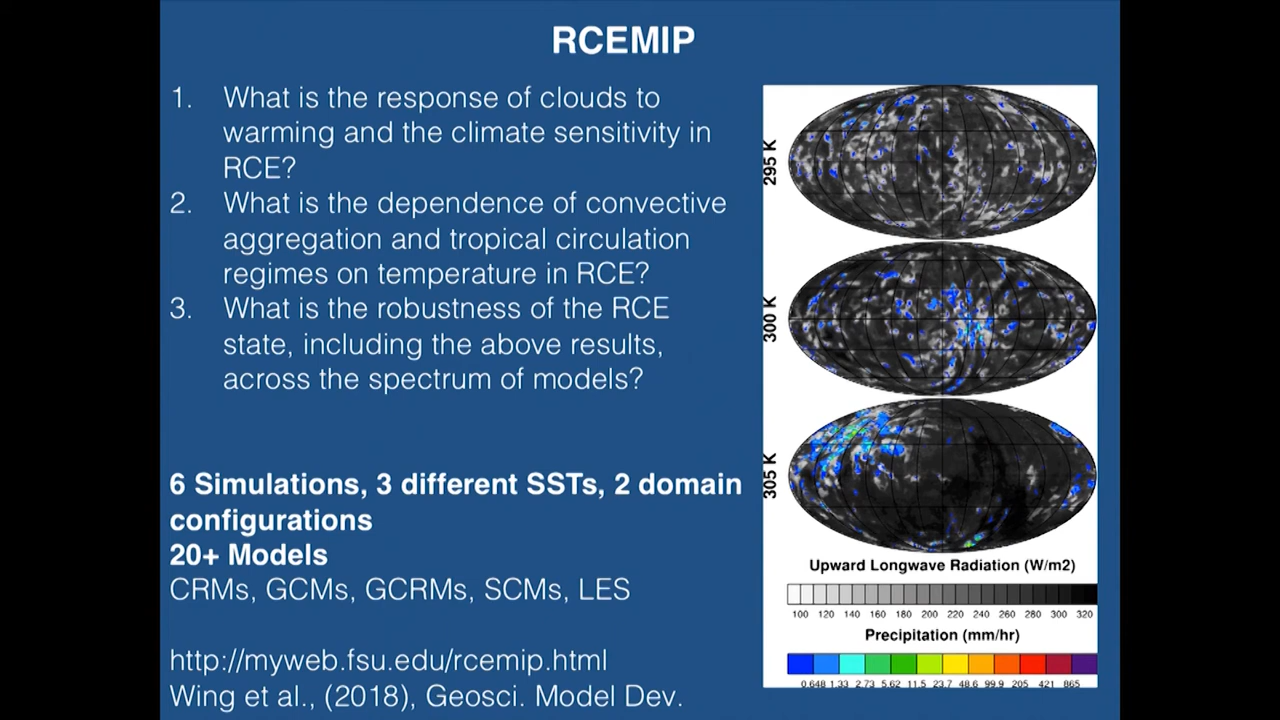 RCEMIP
1. What is the response of clouds to
warming and the climate sensitivity in
RCE?
2. What is the dependence of convective
aggregation and tropical circulation
regimes on temperature in RCE?
3. What is the robustness of the RCE
state, including the above results,
across the spectrum of models?
6 Simulations, 3 different SSTs, 2 domain
configurations
20+ Models
CRMs, GCMs, GCRMs, SCMs, LES
http://myweb.fsu.edu/rcemip.html
Wing et al., (2018), Geosci. Model Dev.
295 K
300 K
305 K
Upward Longwave Radiation (W/m2)
100 120 140 160 180 200 220 240 260 280 300 320
Precipitation (mm/hr)
0.648 1.33 2.73 5.62 11.5 23.7 48.6 99.9 205 421 865